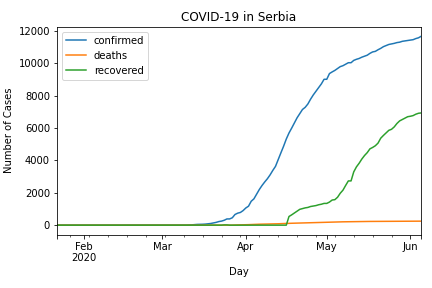 COVID-19 in Serbia
confirmed
deaths
recovered
Number of Cases
12000
10000
8000
6000
4000
2000
0
Feb
2020
Mar
Apr
May
Jun
Day